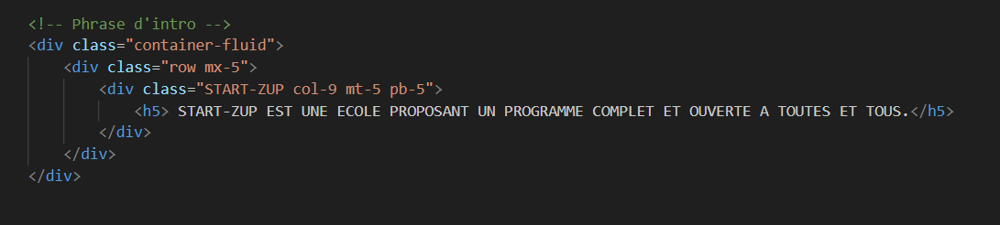 <!-- Phrase d'intro -->
<div class="container-fluid">
    <div class="row mx-5">
        <div class="START-ZUP col-9 mt-5 pb-5">
            <h5> START-ZUP EST UNE ECOLE PROPOSANT UN PROGRAMME COMPLET ET OUVERTE A TOUTES ET TOUS.</h5>
        </div>
    </div>
</div>